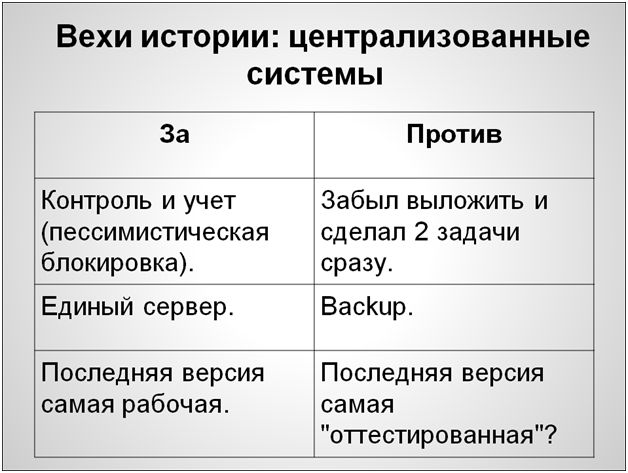 Вехи истории: централизованные
системы
За
Против
Контроль и учет
(пессимистическая
блокировка).
Забыл выложить и
сделал 2 задачи
сразу.
Единый сервер.
Backup.
Последняя версия
самая рабочая.
Последняя версия
самая
"оттестированная"?